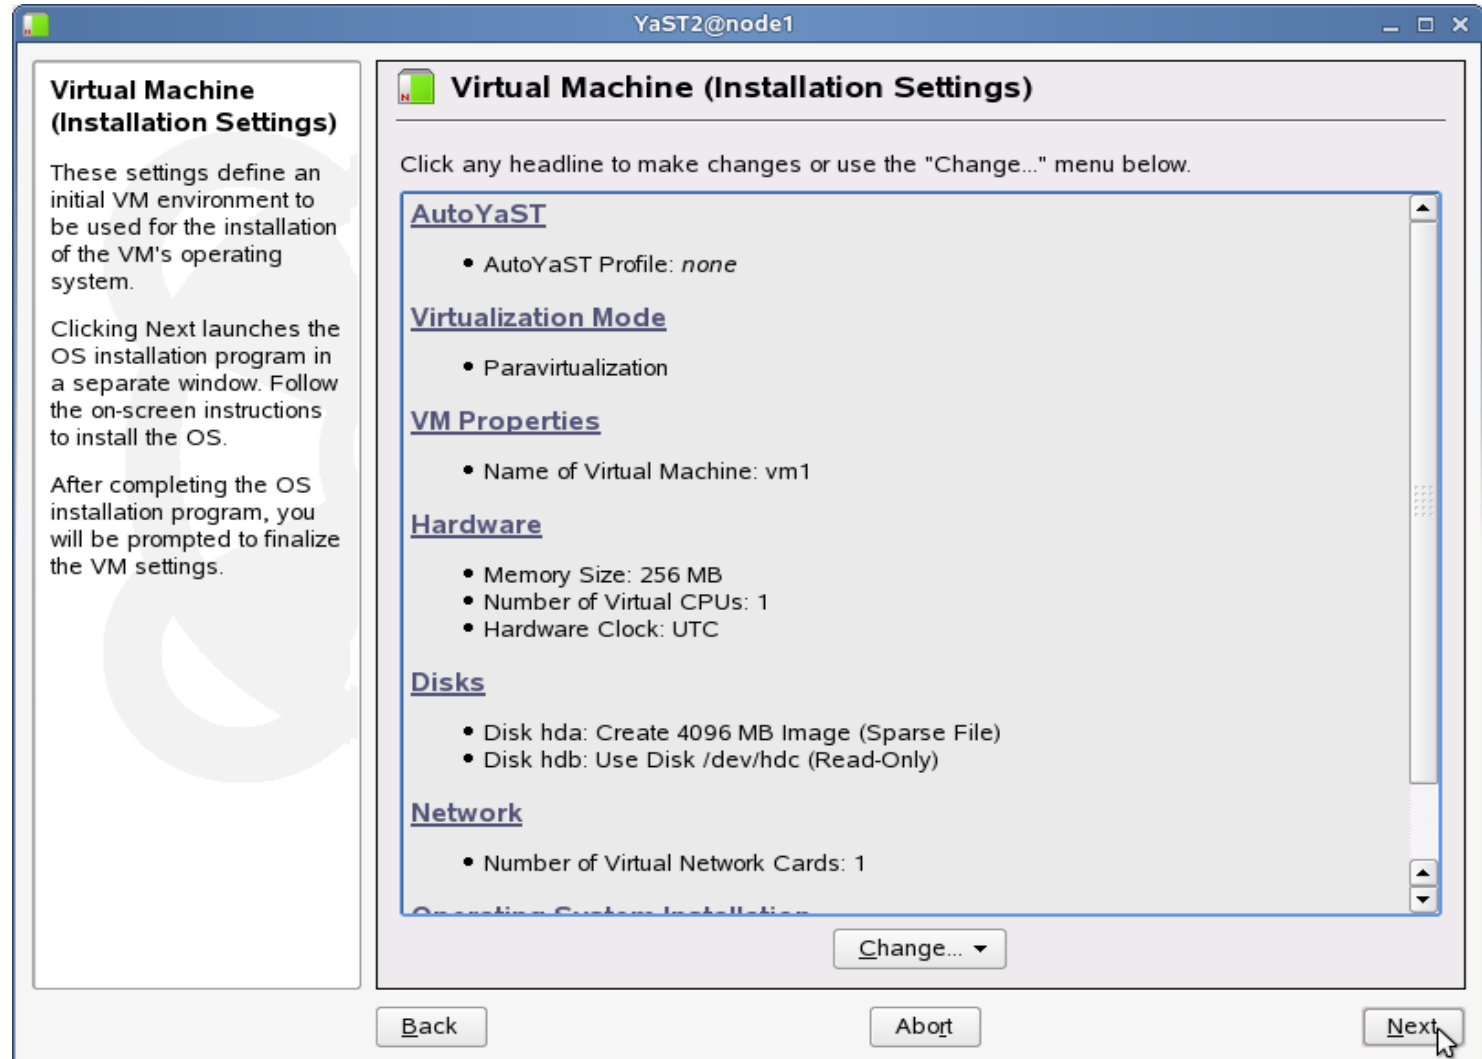 YaST2@node1
Virtual Machine
(Installation Settings)
These settings define an
initial VM environment to
be used for the installation
of the VM's operating
system.
Clicking Next launches the
OS installation program in
a separate window. Follow
the on-screen instructions
to install the OS.
After completing the OS
installation program, you
will be prompted to finalize
the VM settings.
Virtual Machine (Installation Settings)
Click any headline to make changes or use the "Change..." menu below.
AutoYaST
• AutoYaST Profile: none
Virtualization Mode
• Paravirtualization
VM Properties
• Name of Virtual Machine: vm1
Hardware
• Memory Size: 256 MB
• Number of Virtual CPUs: 1
• Hardware Clock: UTC
Disks
• Disk hda: Create 4096 MB Image (Sparse File)
• Disk hdb: Use Disk /dev/hdc (Read-Only)
Network
• Number of Virtual Network Cards: 1
Operating System Installation
Change...
Back
Abort
Next